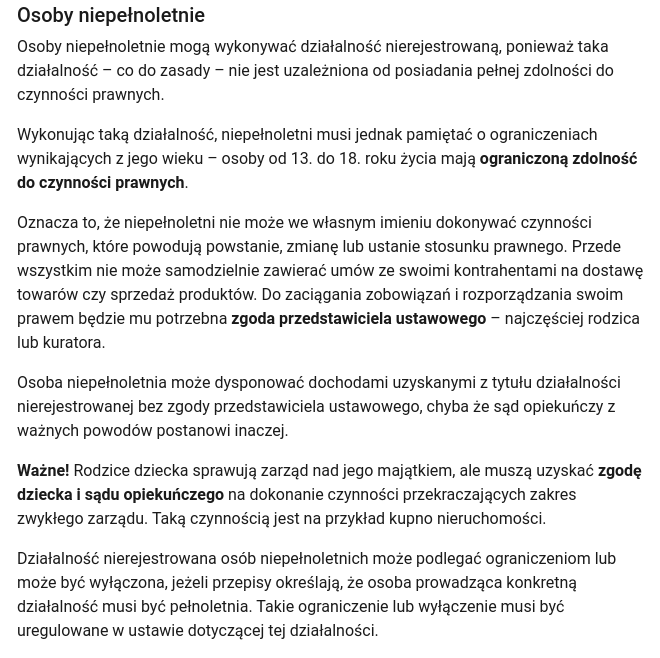 Osoby niepełnoletnie
Osoby niepełnoletnie mogą wykonywać działalność nierejestrowaną, ponieważ taka
działalność – co do zasady – nie jest uzależniona od posiadania pełnej zdolności do
czynności prawnych.
Wykonując taką działalność, niepełnoletni musi jednak pamiętać o ograniczeniach
wynikających z jego wieku – osoby od 13. do 18. roku życia mają ograniczoną zdolność
do czynności prawnych.
Oznacza to, że niepełnoletni nie może we własnym imieniu dokonywać czynności
prawnych, które powodują powstanie, zmianę lub ustanie stosunku prawnego. Przede
wszystkim nie może samodzielnie zawierać umów ze swoimi kontrahentami na dostawę
towarów czy sprzedaż produktów. Do zaciągania zobowiązań i rozporządzania swoim
prawem będzie mu potrzebna zgoda przedstawiciela ustawowego – najczęściej rodzica
lub kuratora.
Osoba niepełnoletnia może dysponować dochodami uzyskanymi z tytułu działalności
nierejestrowanej bez zgody przedstawiciela ustawowego, chyba że sąd opiekuńczy z
ważnych powodów postanowi inaczej.
Ważne! Rodzice dziecka sprawują zarząd nad jego majątkiem, ale muszą uzyskać zgodę
dziecka i sądu opiekuńczego na dokonanie czynności przekraczających zakres
zwykłego zarządu. Taką czynnością jest na przykład kupno nieruchomości.
Działalność nierejestrowana osób niepełnoletnich może podlegać ograniczeniom lub
może być wyłączona, jeżeli przepisy określają, że osoba prowadząca konkretną
działalność musi być pełnoletnia. Takie ograniczenie lub wyłączenie musi być
uregulowane w ustawie dotyczącej tej działalności.